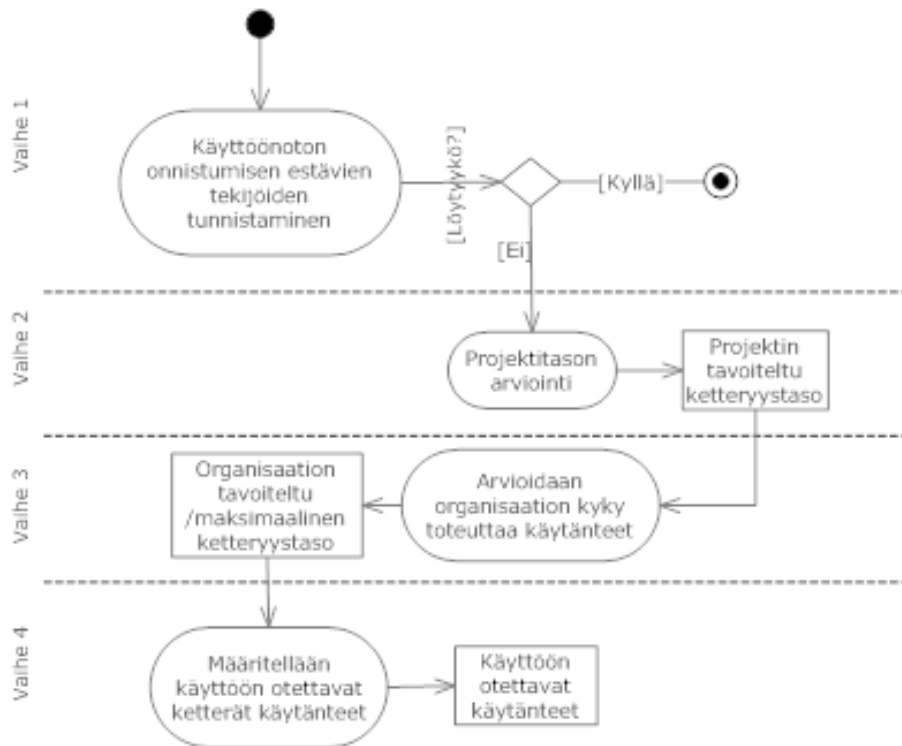 Vaihe 1
Käyttöönoton
onnistumisen estävien
tekijöiden
tunnistaminen
[Löytyykö?]
[Kyllä]
[Ei]
Vaihe 2
Projektitason
arviointi
Projektin
tavoiteltu
ketteryystaso
Vaihe 3
Organisaation
tavoiteltu
/maksimaalinen
ketteryystaso
Arvioidaan
organisaation kyky
toteuttaa käytänteet
Vaihe 4
Määritellään
käyttöön otettavat
ketterät käytänteet
Käyttöön
otettavat
käytänteet